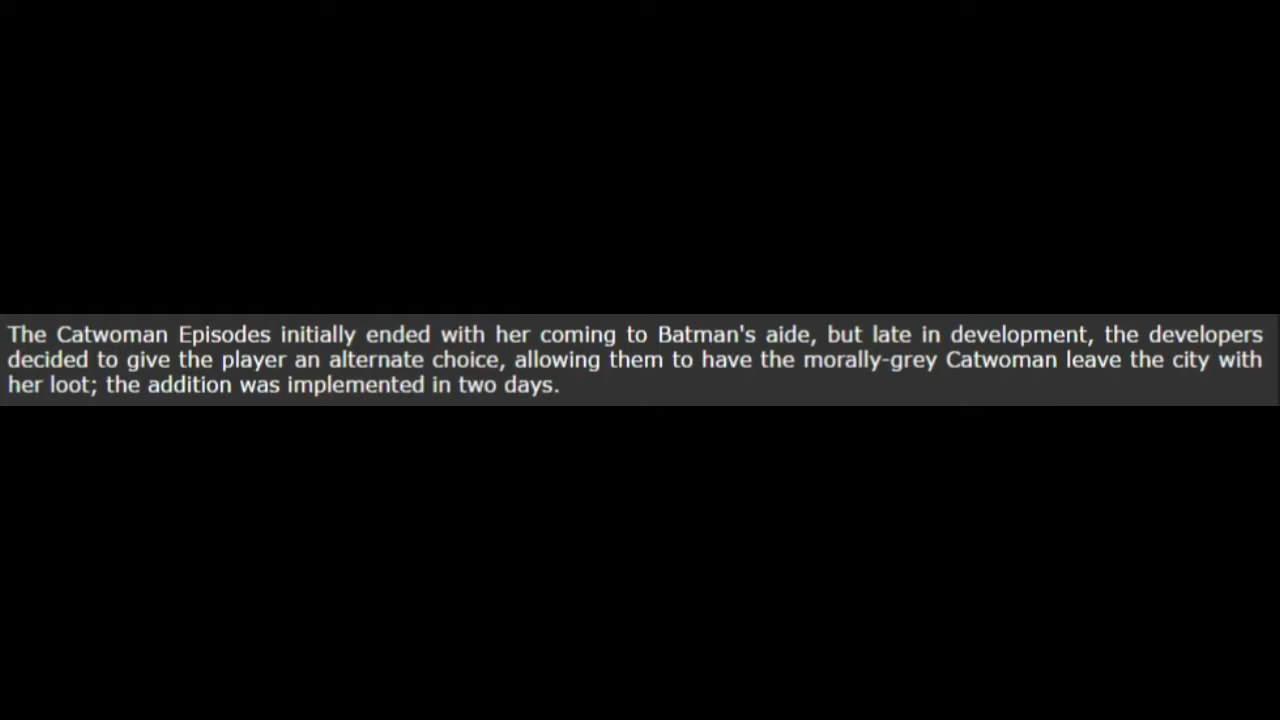 The Catwoman Episodes initially ended with her coming to Batman's aide, but late in development, the developers
decided to give the player an alternate choice, allowing them to have the morally-grey Catwoman leave the city with
her loot; the addition was implemented in two days.